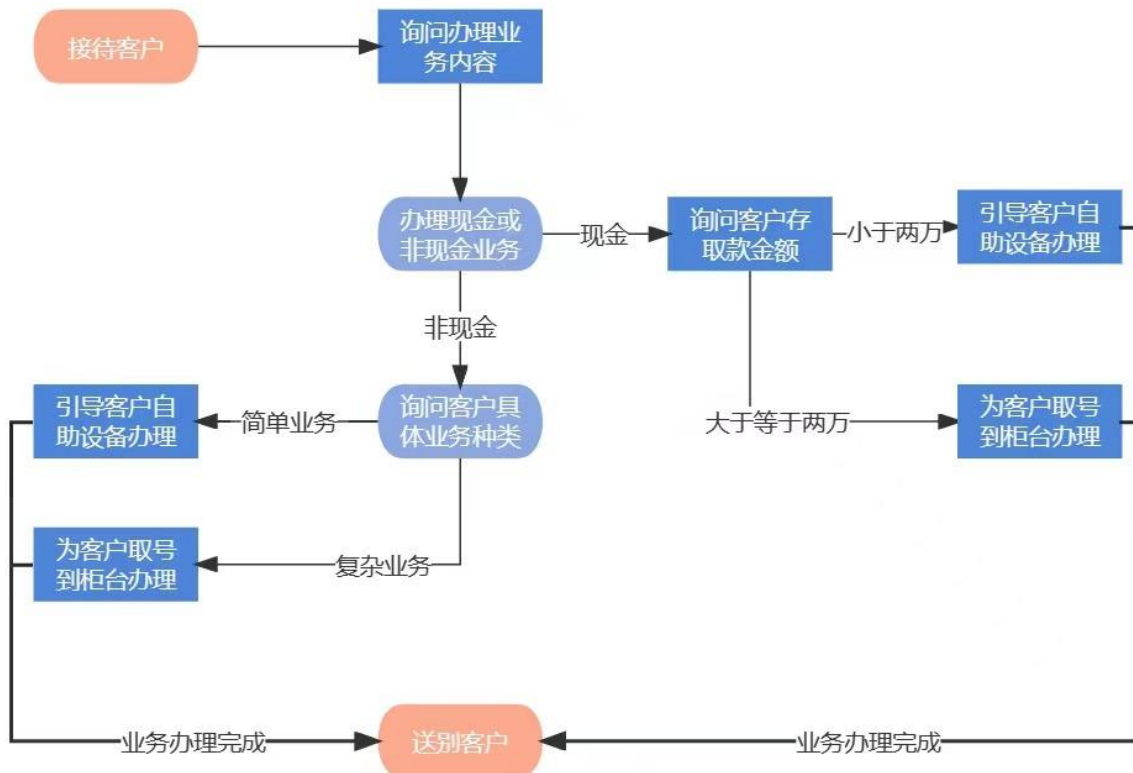 接待客户
询问办理业
务内容
办理现金或
非现金业务
现金
询问客户存
取款金额
小于两万
引导客户自
助设备办理
非现金
引导客户自
助设备办理
简单业务
询问客户具
体业务种类
大于等于两万
为客户取号
到柜台办理
为客户取号
到柜台办理
复杂业务
业务办理完成
送别客户
业务办理完成